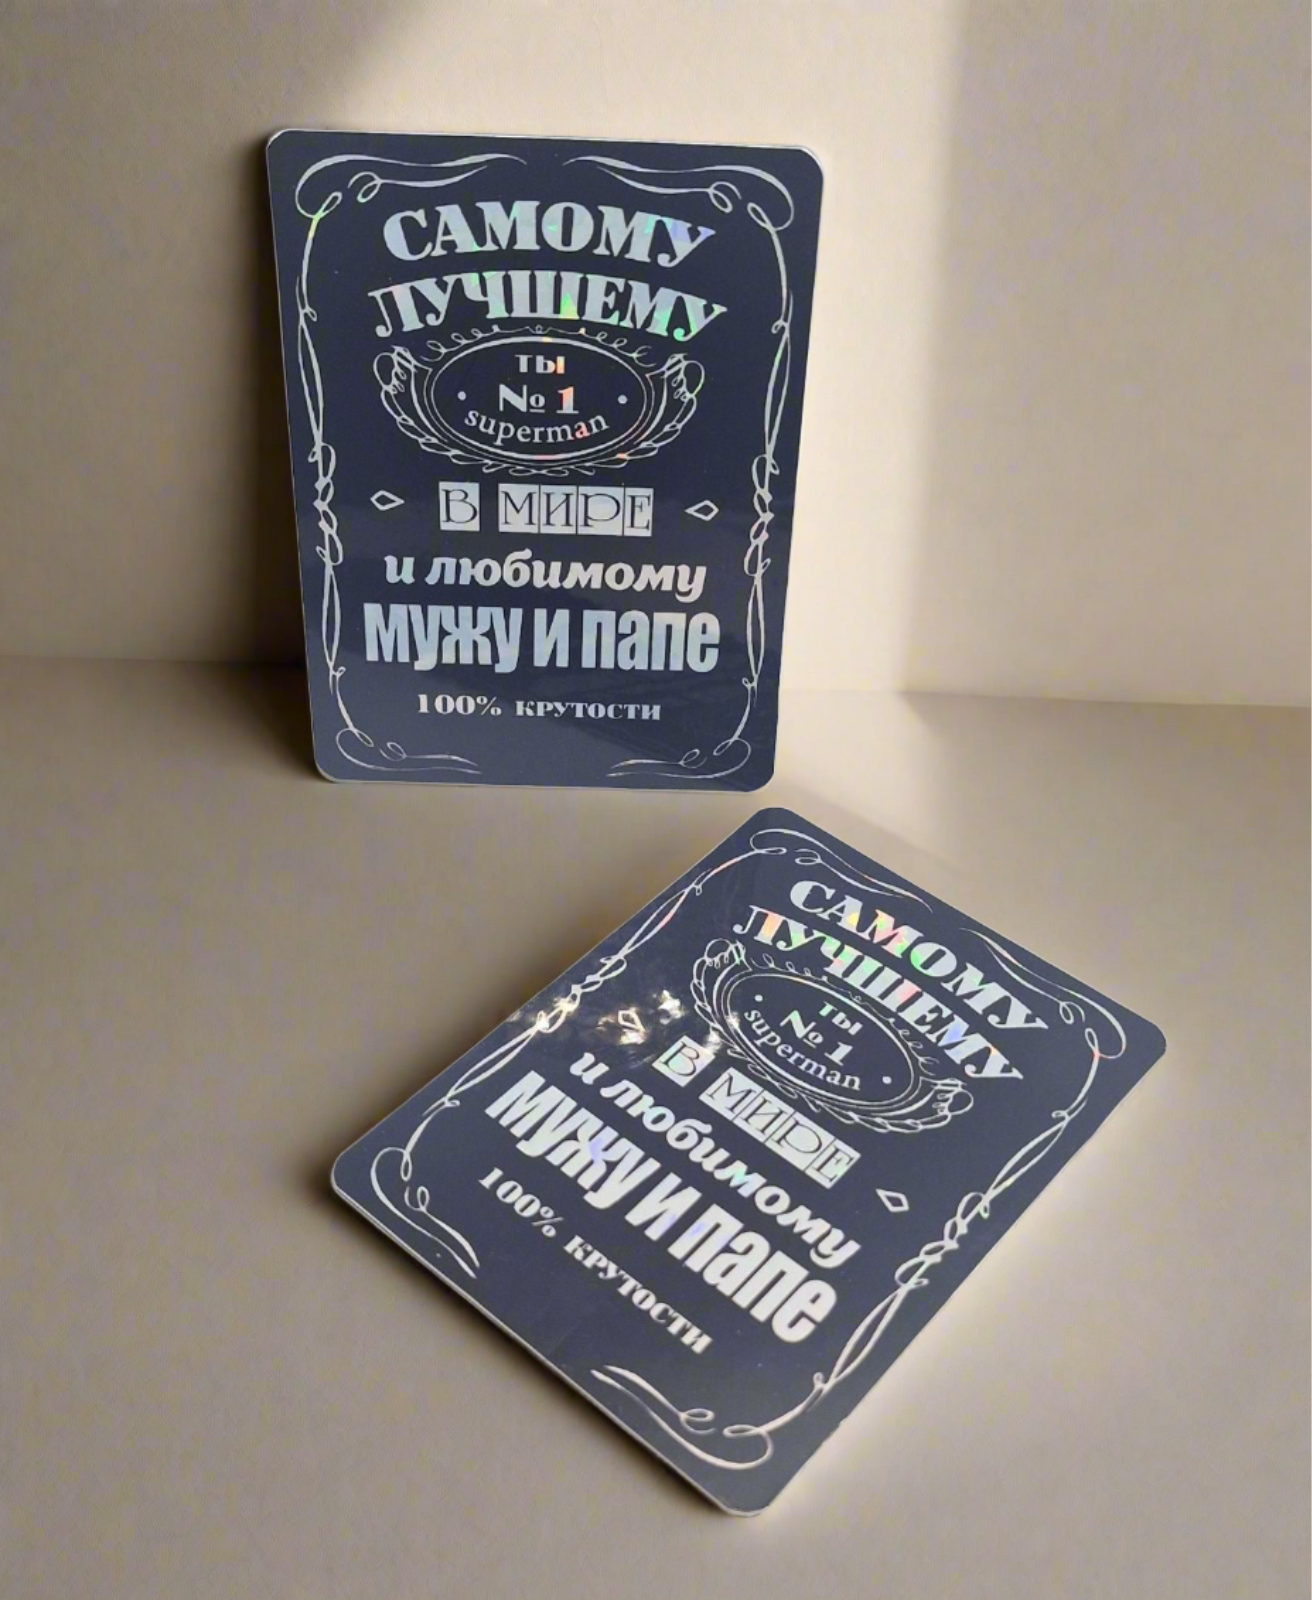 САМОМУ
ЛУЧШЕМУ
ТЫ
№ 1
superman
В МИРЕ
и любимому
мужу и папе
100% КРУТОСТИ
САМОМУ
ЛУЧШЕМУ
ТЫ
№ 1
superman
В МИРЕ
и любимому
мужу и папе
100% КРУТОСТИ